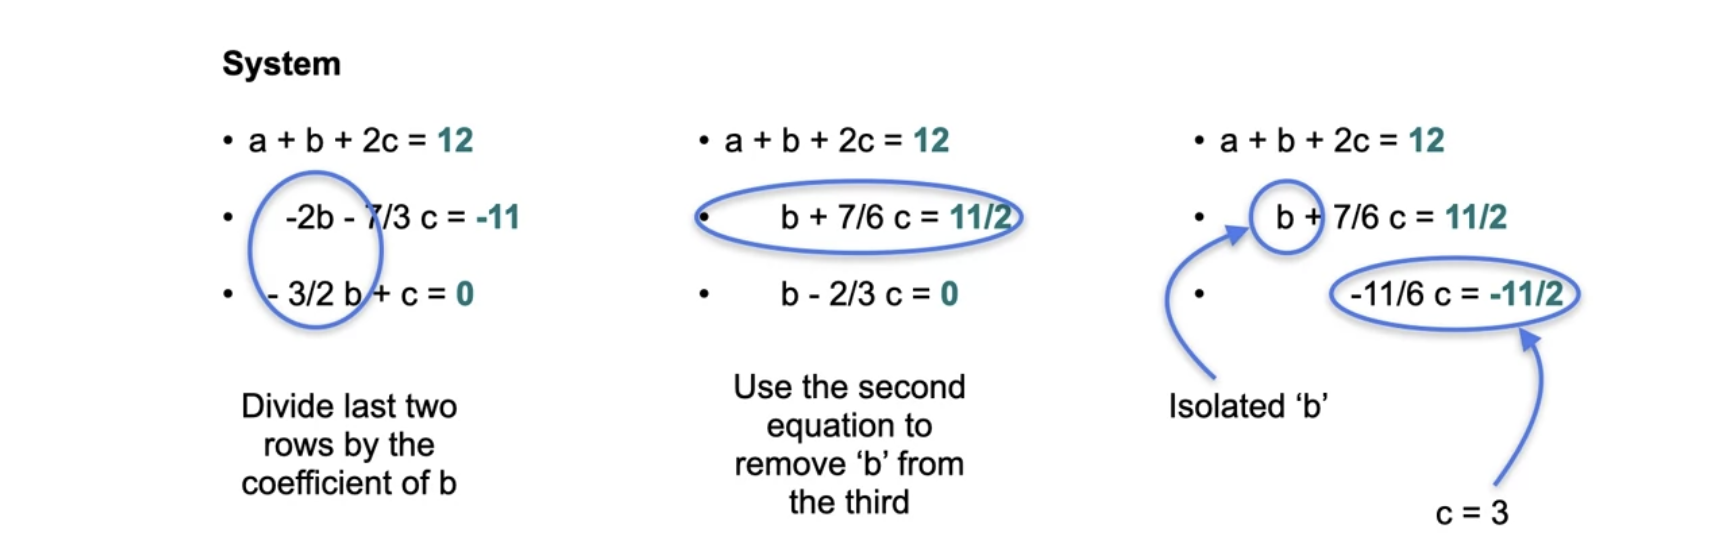 System
• a + b + 2c = 12
• -2b - 7/3 c = -11
• - 3/2 b + c = 0
Divide last two
rows by the
coefficient of b
• a + b + 2c = 12
• b + 7/6 c = 11/2
• b - 2/3 c = 0
Use the second
equation to
remove ‘b’ from
the third
• a + b + 2c = 12
• b + 7/6 c = 11/2
• -11/6 c = -11/2
Isolated ‘b’
c = 3